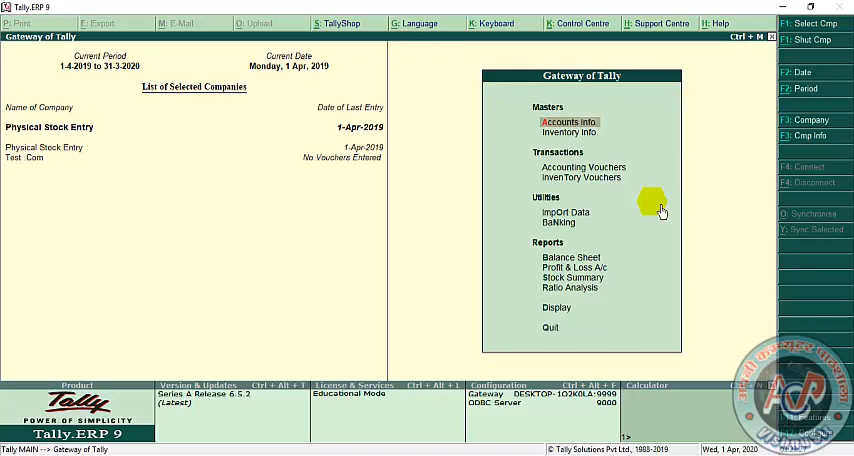 Tally.ERP 9
P: Print
E: Export
M: E-Mail
O: Upload
S: TallyShop
G: Language
K: Keyboard
K: Control Centre
H: Support Centre
H: Help
F1: Select Cmp
F1: Shut Cmp
F2: Date
F2: Period
F3: Company
F3: Cmp Info
F4: Connect
F4: Disconnect
O: Synchronise
Y: Sync Selected
Gateway of Tally
Ctrl + M
Current Period
1-4-2019 to 31-3-2020
Current Date
Monday, 1 Apr, 2019
List of Selected Companies
Name of Company
Date of Last Entry
Physical Stock Entry
1-Apr-2019
Physical Stock Entry
1-Apr-2019
Test .Com
No Vouchers Entered
Gateway of Tally
Masters
Accounts Info.
Inventory Info.
Transactions
Accounting Vouchers
InvenTory Vouchers
Utilities
ImpOrt Data
BaNking
Reports
Balance Sheet
Profit & Loss A/c
Stock Summary
Ratio Analysis
Display
Quit
Product
Tally
POWER OF SIMPLICITY
Tally.ERP 9
Version & Updates
Ctrl + Alt + T
Series A Release 6.5.2
(Latest)
License & Services
Ctrl + Alt + L
Educational Mode
Configuration
Ctrl + Alt + F
Gateway DESKTOP-1O2K0LA:9999
ODBC Server 9000
Calculator
1>
Features
Tally MAIN --> Gateway of Tally
© Tally Solutions Pvt Ltd., 1988-2019
Wed, 1 Apr, 2020